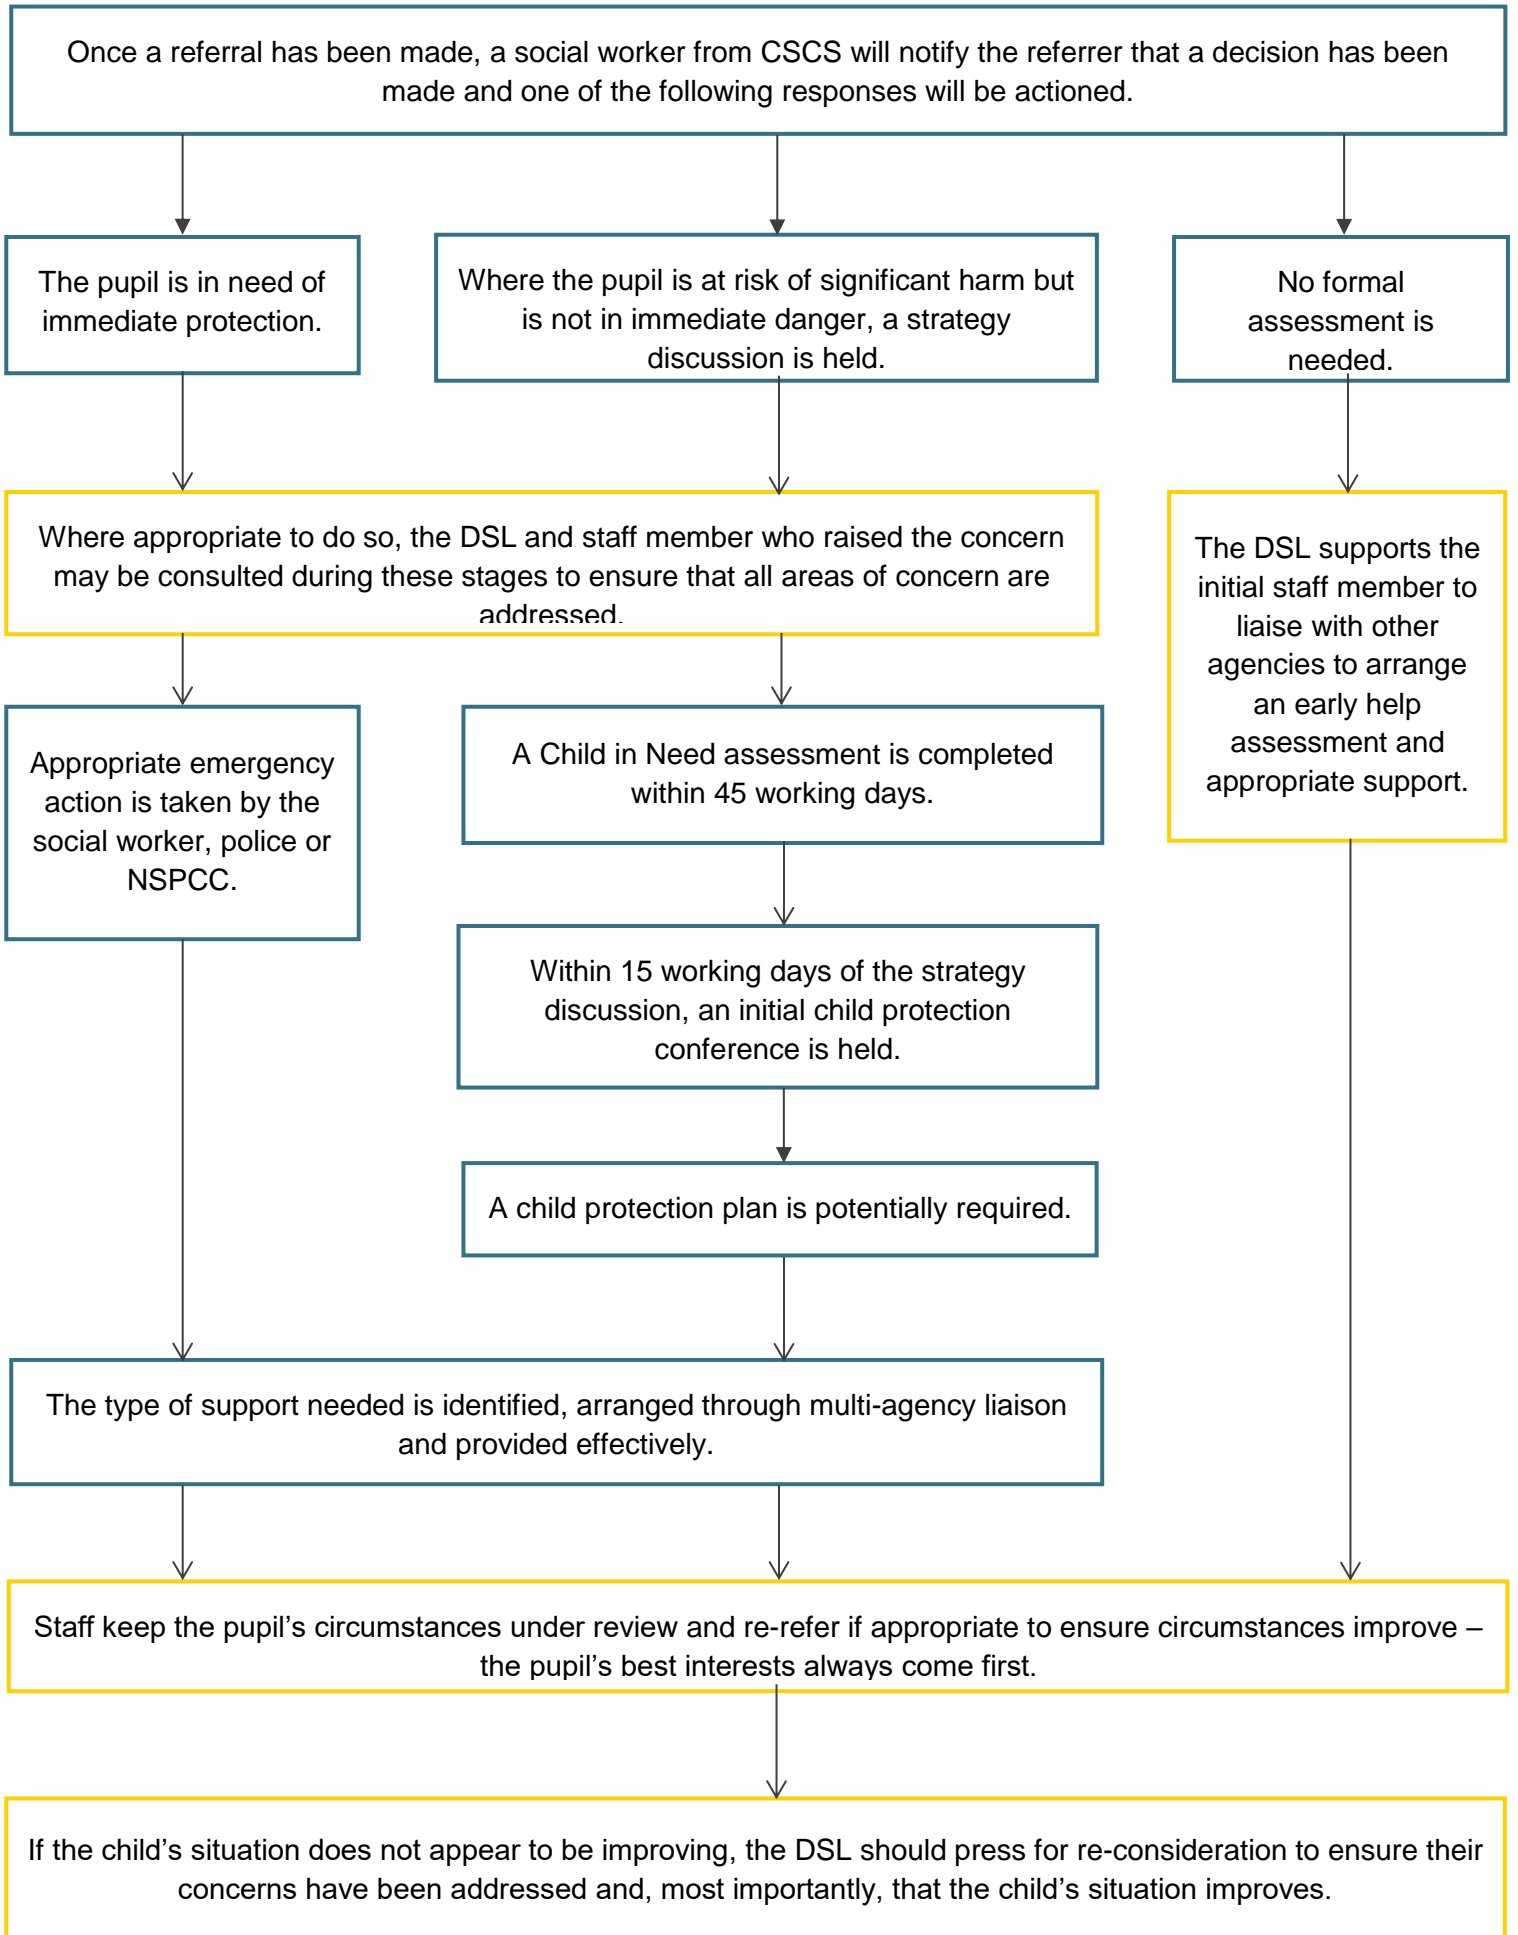 Once a referral has been made, a social worker from CSCS will notify the referrer that a decision has been
made and one of the following responses will be actioned.
The pupil is in need of
immediate protection.
Where the pupil is at risk of significant harm but
is not in immediate danger, a strategy
discussion is held.
No formal
assessment is
needed.
Where appropriate to do so, the DSL and staff member who raised the concern
may be consulted during these stages to ensure that all areas of concern are
addressed.
The DSL supports the
initial staff member to
liaise with other
agencies to arrange
an early help
assessment and
appropriate support.
Appropriate emergency
action is taken by the
social worker, police or
NSPCC.
A Child in Need assessment is completed
within 45 working days.
Within 15 working days of the strategy
discussion, an initial child protection
conference is held.
A child protection plan is potentially required.
The type of support needed is identified, arranged through multi-agency liaison
and provided effectively.
Staff keep the pupil’s circumstances under review and re-refer if appropriate to ensure circumstances improve –
the pupil’s best interests always come first.
If the child’s situation does not appear to be improving, the DSL should press for re-consideration to ensure their
concerns have been addressed and, most importantly, that the child’s situation improves.